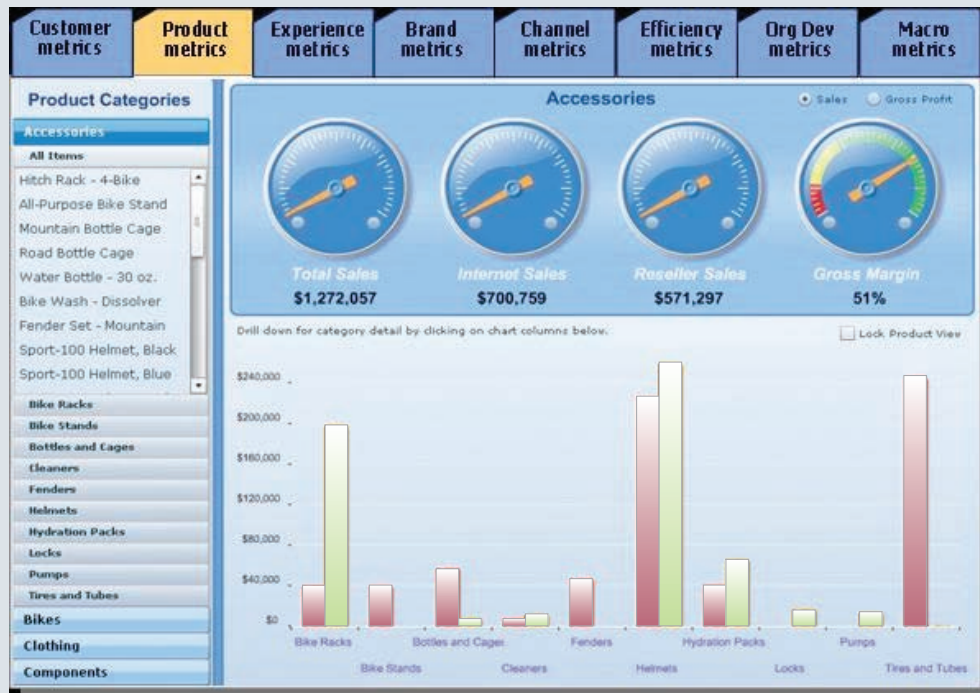 Customer metrics
Product metrics
Experience metrics
Brand metrics
Channel metrics
Efficiency metrics
Org Dev metrics
Macro metrics
Product Categories
Accessories
All Items
Hitch Rack - 4-Bike
All-Purpose Bike Stand
Mountain Bottle Cage
Road Bottle Cage
Water Bottle - 30 oz.
Bike Wash - Dissolver
Fender Set - Mountain
Sport-100 Helmet, Black
Sport-100 Helmet, Blue
Bike Racks
Bike Stands
Bottles and Cages
Cleaners
Fenders
Helmets
Hydration Packs
Locks
Pumps
Tires and Tubes
Bikes
Clothing
Components
Accessories
Sales
Gross Profit
Total Sales
Internet Sales
Reseller Sales
Gross Margin
$1,272,057
$700,759
$571,297
51%
Drill down for category detail by clicking on chart columns below.
Lock Product View
$240,000
$200,000
$160,000
$120,000
$80,000
$40,000
$0
Bike Racks
Bottles and Cages
Fenders
Hydration Packs
Pumps
Bike Stands
Cleaners
Helmets
Locks
Tires and Tubes